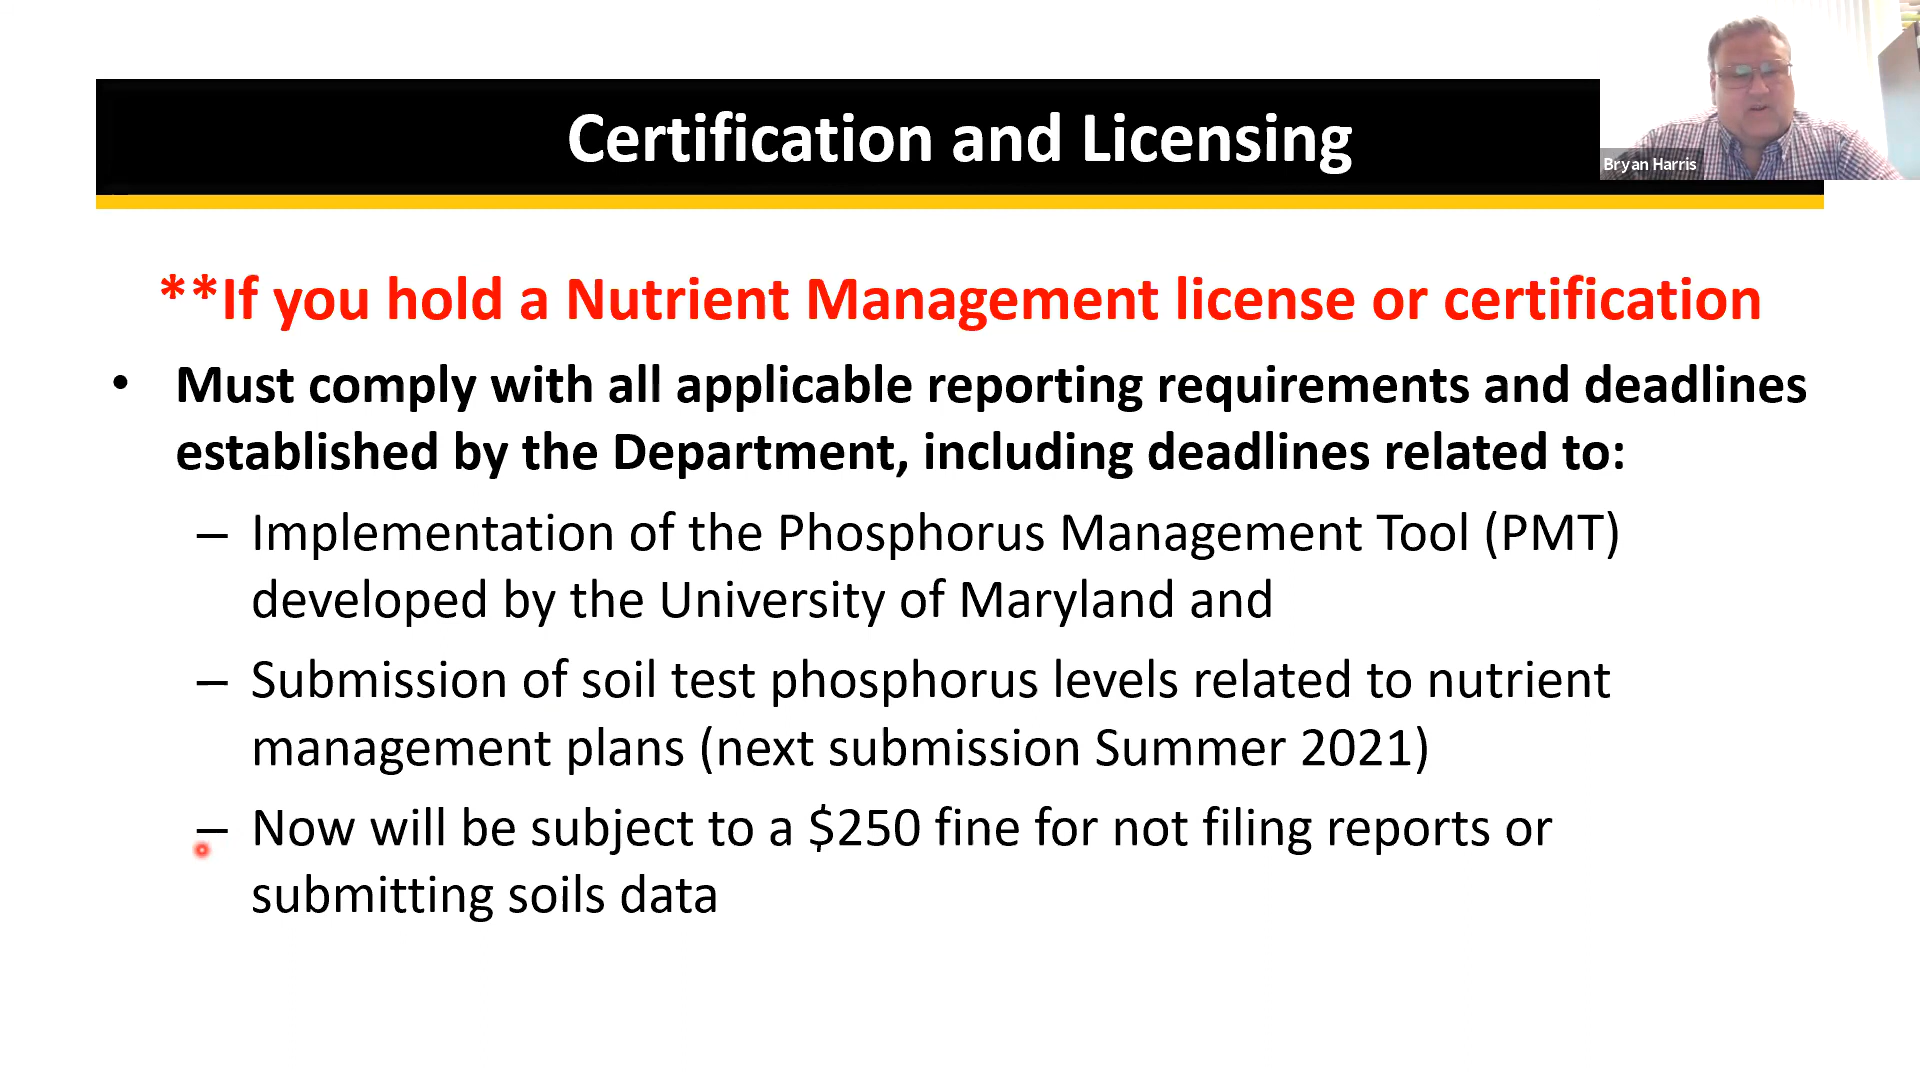 Certification and Licensing
Bryan Harris
**If you hold a Nutrient Management license or certification
• Must comply with all applicable reporting requirements and deadlines
established by the Department, including deadlines related to:
– Implementation of the Phosphorus Management Tool (PMT)
developed by the University of Maryland and
– Submission of soil test phosphorus levels related to nutrient
management plans (next submission Summer 2021)
– Now will be subject to a $250 fine for not filing reports or
submitting soils data